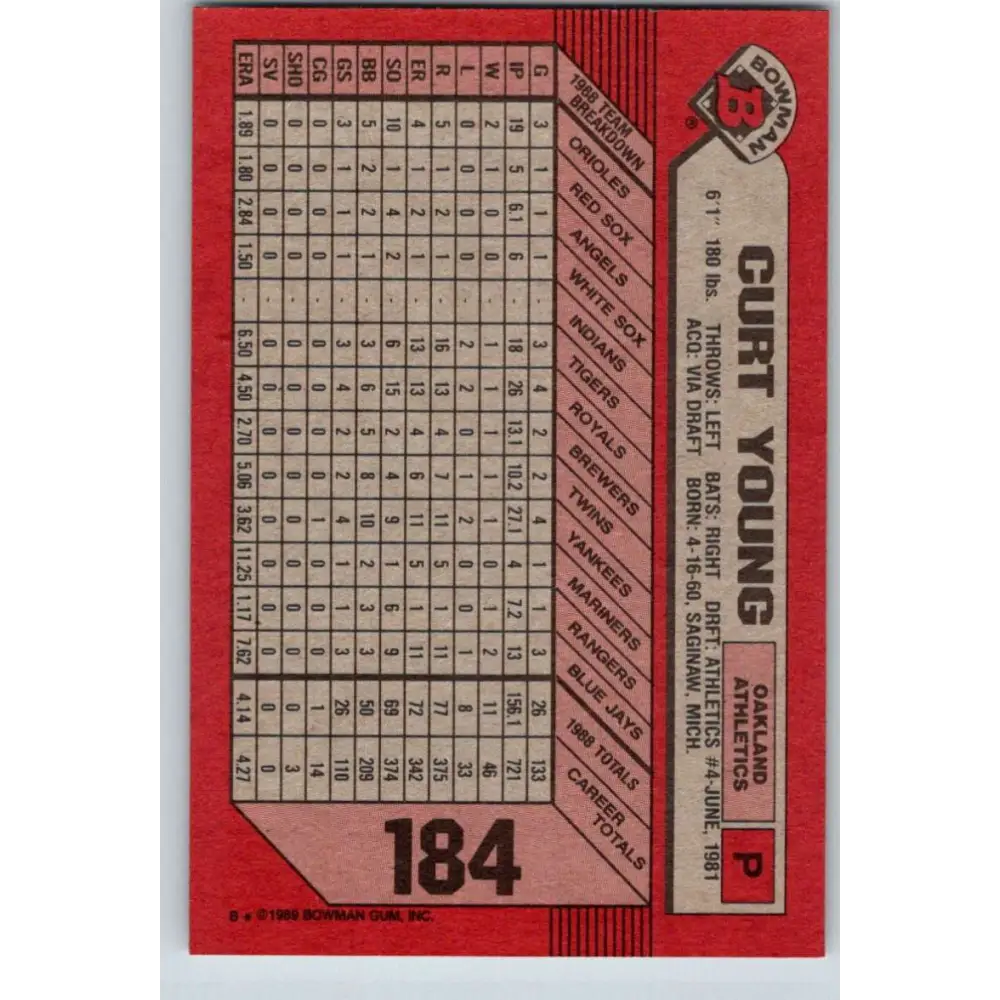 BOWMAN
B
®
CURT YOUNG
OAKLAND
ATHLETICS
P
6'1" 180 lbs. THROWS: LEFT BATS: RIGHT DRFT: ATHLETICS #4-JUNE, 1981
ACQ: VIA DRAFT BORN: 4-16-60, SAGINAW, MICH.
1988 TEAM
BREAKDOWN
ORIOLES
RED SOX
ANGELS
WHITE SOX
INDIANS
TIGERS
ROYALS
BREWERS
TWINS
YANKEES
MARINERS
RANGERS
BLUE JAYS
1988 TOTALS
CAREER
TOTALS
G 3 1 1 1 - 3 4 2 2 4 1 1 3 26 133
IP 19 5 6.1 6 - 18 26 13.1 10.2 27.1 4 7.2 13 156.1 721
W 2 1 0 0 - 1 1 1 1 1 0 1 2 11 46
L 0 0 0 0 - 2 2 0 1 2 0 0 1 8 33
R 5 1 2 1 - 16 13 4 7 11 5 1 11 77 375
ER 4 1 2 1 - 13 13 4 6 11 5 1 11 72 342
SO 10 1 4 2 - 6 15 2 4 9 1 6 9 69 374
BB 5 2 2 1 - 3 6 5 8 10 2 3 3 50 209
GS 3 1 1 1 - 3 4 2 2 4 1 1 3 26 110
CG 0 0 0 0 - 0 0 0 0 1 0 0 0 1 14
SHO 0 0 0 0 - 0 0 0 0 0 0 0 0 0 3
SV 0 0 0 0 - 0 0 0 0 0 0 0 0 0 0
ERA 1.89 1.80 2.84 1.50 - 6.50 4.50 2.70 5.06 3.62 11.25 1.17 7.62 4.14 4.27
184
B * ©1989 BOWMAN GUM, INC.